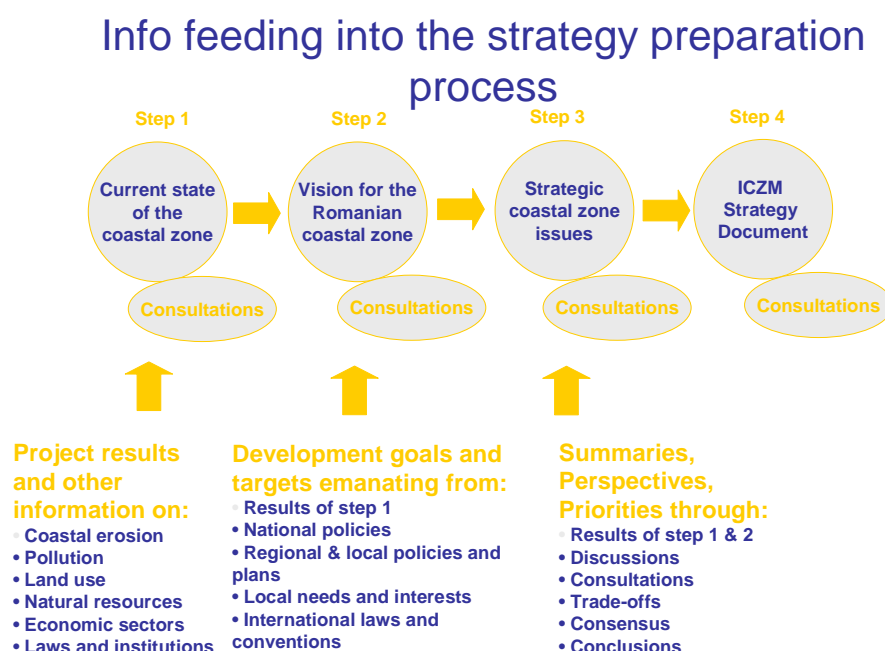 Info feeding into the strategy preparation
process
Step 1
Step 2
Step 3
Step 4
Current state
of the
coastal zone
Vision for the
Romanian
coastal zone
Strategic
coastal zone
issues
ICZM
Strategy
Document
Consultations
Consultations
Consultations
Consultations
Project results
and other
information on:
• Coastal erosion
• Pollution
• Land use
• Natural resources
• Economic sectors
• Laws and institutions
Development goals and
targets emanating from:
• Results of step 1
• National policies
• Regional & local policies and
plans
• Local needs and interests
• International laws and
conventions
Summaries,
Perspectives,
Priorities through:
• Results of step 1 & 2
• Discussions
• Consultations
• Trade-offs
• Consensus
• Conclusions